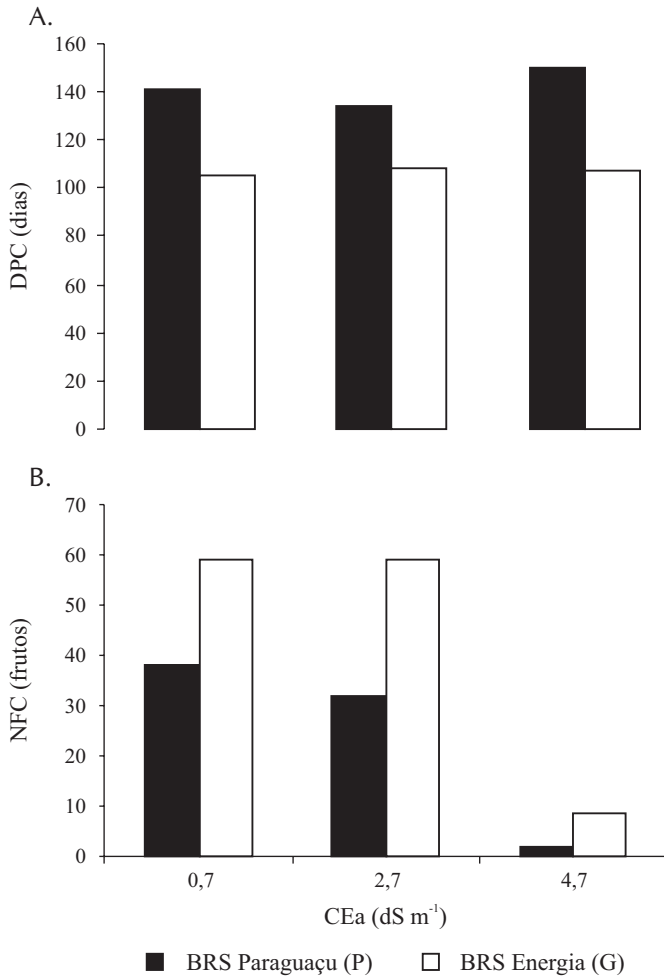 A.
160
140
120
100
80
60
40
20
0
DPC (dias)
B.
70
60
50
40
30
20
10
0
NFC (frutos)
0,7 2,7 4,7
CEa (dS m⁻¹)
BRS Paraguaçu (P) BRS Energia (G)